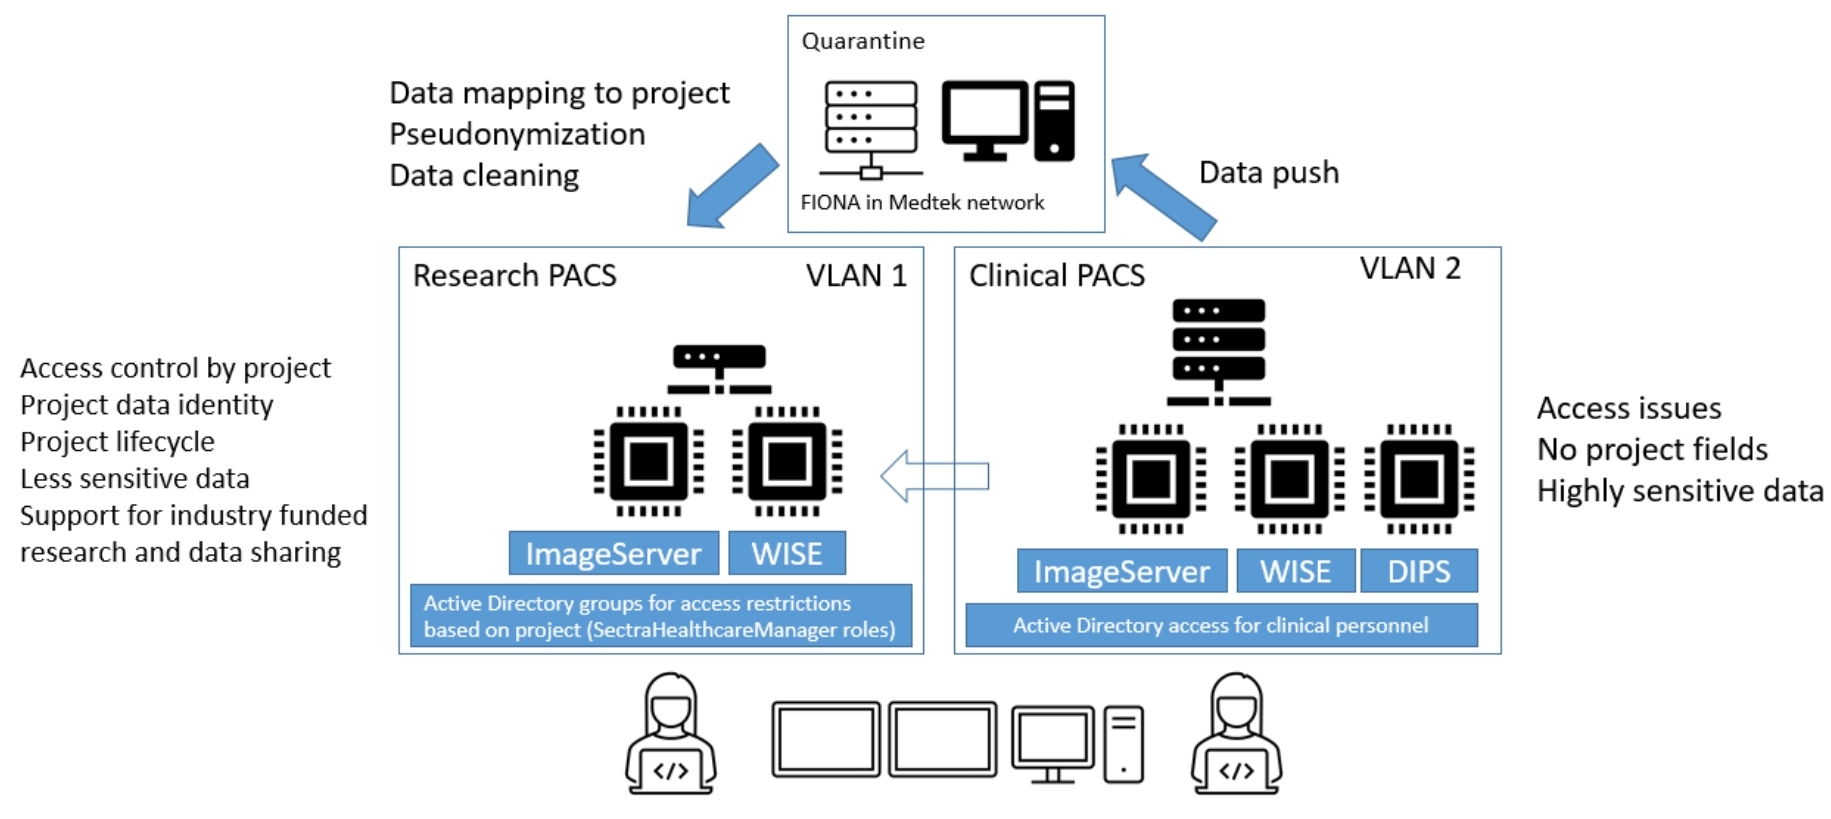 Quarantine
FIONA in Medtek network
Data mapping to project
Pseudonymization
Data cleaning
Data push
Research PACS
VLAN 1
ImageServer
WISE
Active Directory groups for access restrictions
based on project (SectraHealthcareManager roles)
Clinical PACS
VLAN 2
ImageServer
WISE
DIPS
Active Directory access for clinical personnel
Access control by project
Project data identity
Project lifecycle
Less sensitive data
Support for industry funded
research and data sharing
Access issues
No project fields
Highly sensitive data
</>
</>